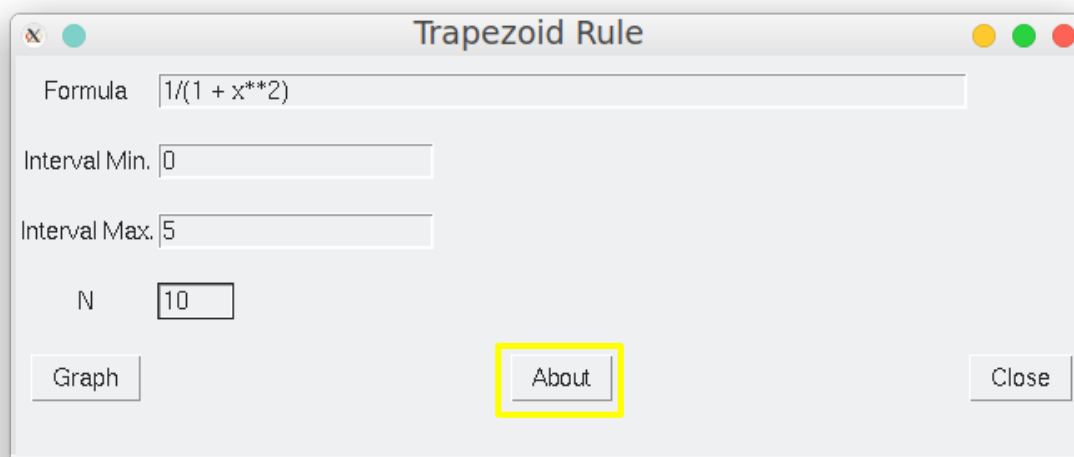 Trapezoid Rule
Formula 1/(1 + x**2)
Interval Min. 0
Interval Max. 5
N 10
Graph About Close